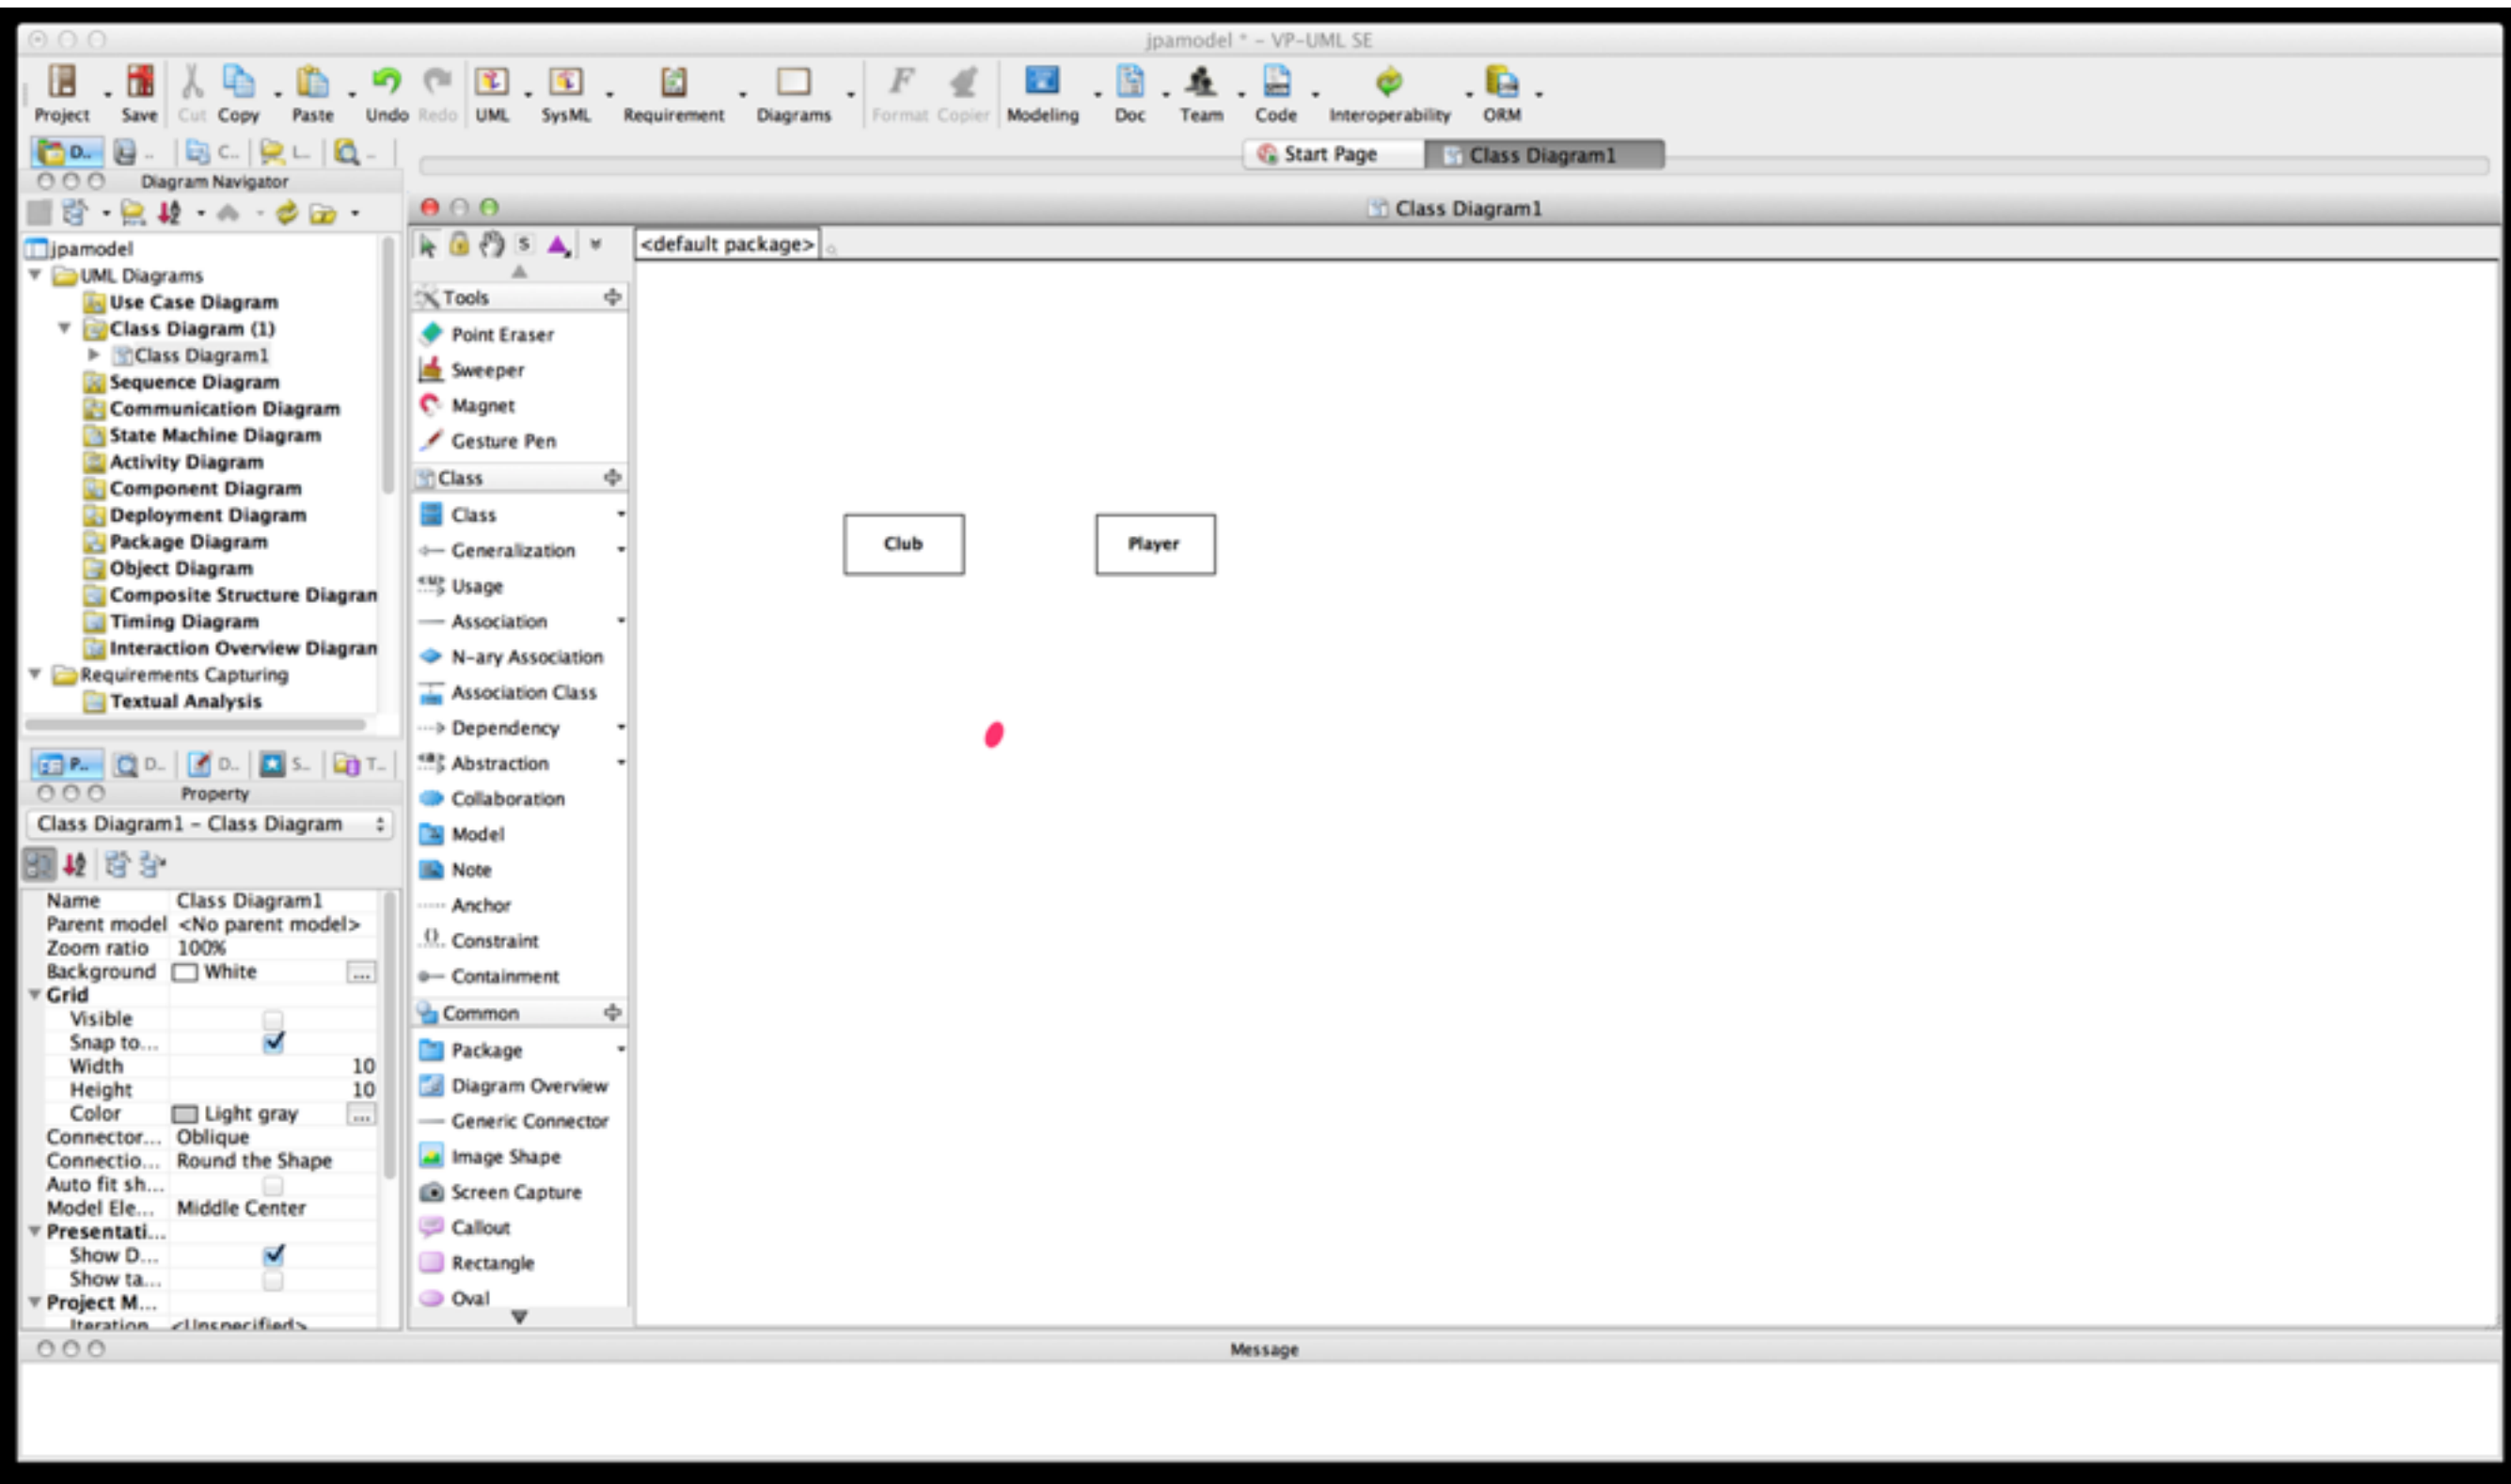 jpamodel * - VP-UML SE
Project Save Cut Copy Paste Undo Redo UML SysML Requirement Diagrams Format Copier Modeling Doc Team Code Interoperability ORM
D.. .. C.. L.. ..
Start Page Class Diagram1
Diagram Navigator
Class Diagram1
jpamodel
UML Diagrams
Use Case Diagram
Class Diagram (1)
Class Diagram1
Sequence Diagram
Communication Diagram
State Machine Diagram
Activity Diagram
Component Diagram
Deployment Diagram
Package Diagram
Object Diagram
Composite Structure Diagran
Timing Diagram
Interaction Overview Diagran
Requirements Capturing
Textual Analysis
P.. D.. D.. S.. T..
Property
Class Diagram1 - Class Diagram
Name Class Diagram1
Parent model <No parent model>
Zoom ratio 100%
Background White ...
Grid
Visible
Snap to...
Width 10
Height 10
Color Light gray ...
Connector... Oblique
Connectio... Round the Shape
Auto fit sh...
Model Ele... Middle Center
Presentati...
Show D...
Show ta...
Project M...
Iteration <Unspecified>
S
<default package>
Tools
Point Eraser
Sweeper
Magnet
Gesture Pen
Class
Class
Generalization
Usage
Association
N-ary Association
Association Class
Dependency
Abstraction
Collaboration
Model
Note
Anchor
Constraint
Containment
Common
Package
Diagram Overview
Generic Connector
Image Shape
Screen Capture
Callout
Rectangle
Oval
Club
Player
Message